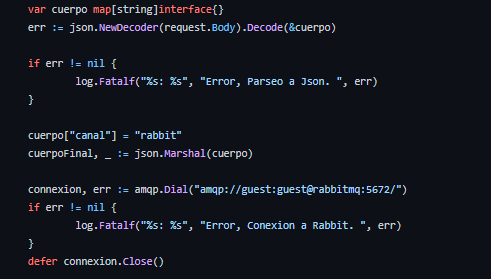 var cuerpo map[string]interface{}
err := json.NewDecoder(request.Body).Decode(&cuerpo)
if err != nil {
log.Fatalf("%s: %s", "Error, Parseo a Json. ", err)
}
cuerpo["canal"] = "rabbit"
cuerpoFinal, _ := json.Marshal(cuerpo)
connexion, err := amqp.Dial("amqp://guest:guest@rabbitmq:5672/")
if err != nil {
log.Fatalf("%s: %s", "Error, Conexion a Rabbit. ", err)
}
defer connexion.Close()